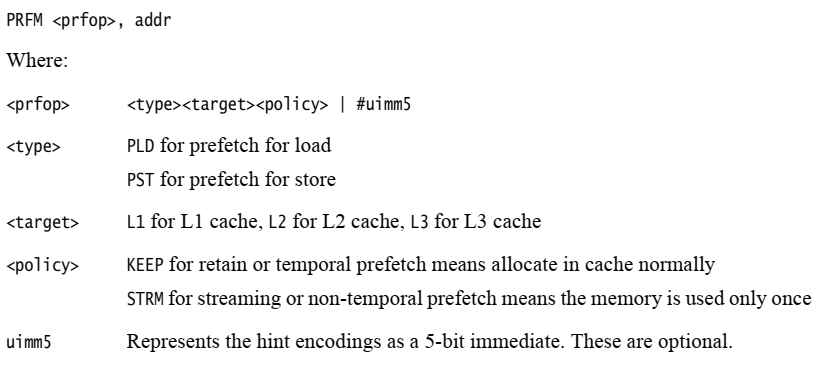 PRFM <prfop>, addr
Where:
<prfop> <type><target><policy> | #uimm5
<type> PLD for prefetch for load
PST for prefetch for store
<target> L1 for L1 cache, L2 for L2 cache, L3 for L3 cache
<policy> KEEP for retain or temporal prefetch means allocate in cache normally
STRM for streaming or non-temporal prefetch means the memory is used only once
uimm5 Represents the hint encodings as a 5-bit immediate. These are optional.